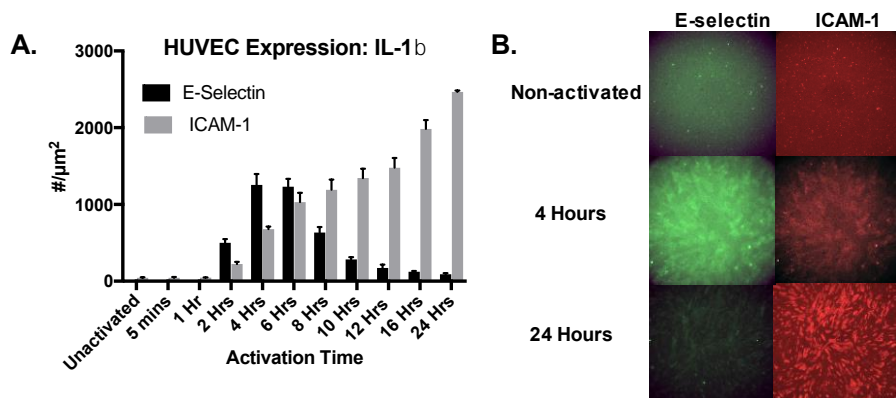 A.
HUVEC Expression: IL-1b
E-Selectin
ICAM-1
#/µm²
3000
2000
1000
0
Unactivated
5 mins
1 Hr
2 Hrs
4 Hrs
6 Hrs
8 Hrs
10 Hrs
12 Hrs
16 Hrs
24 Hrs
Activation Time
B.
E-selectin ICAM-1
Non-activated
4 Hours
24 Hours